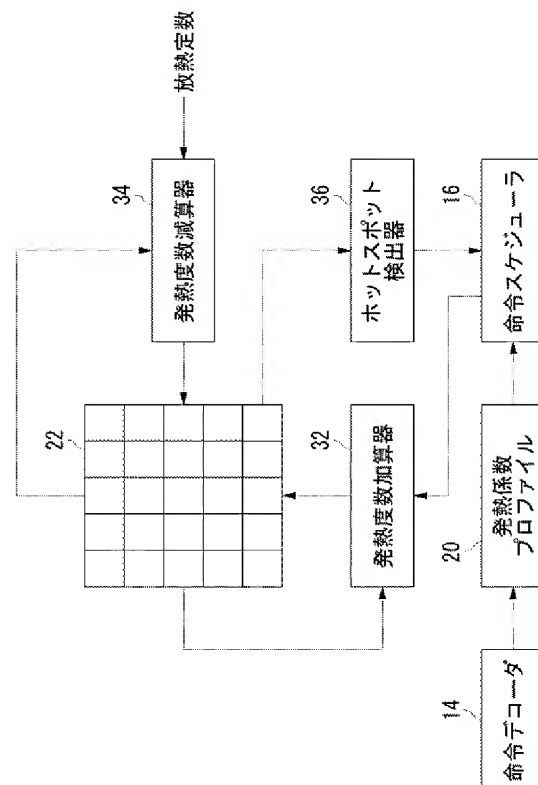 放熱定数
34
発熱度数減算器
22
36
ホットスポット
検出器
32
発熱度数加算器
16
命令スケジューラ
20
発熱係数
プロファイル
14
命令デコーダ